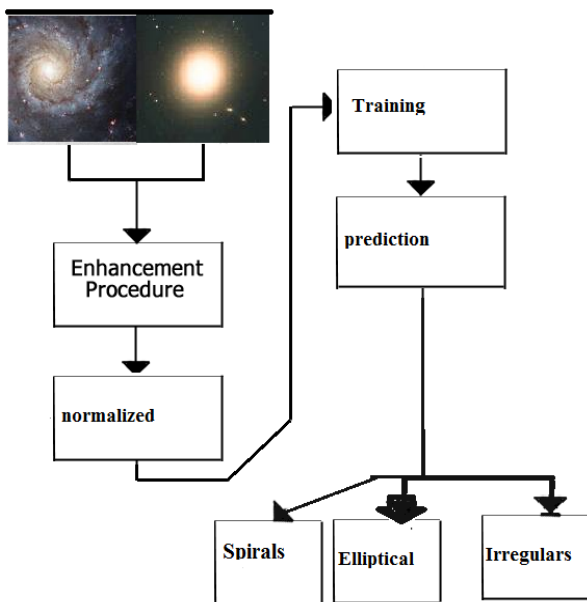 Training
prediction
Enhancement
Procedure
normalized
Spirals
Elliptical
Irregulars